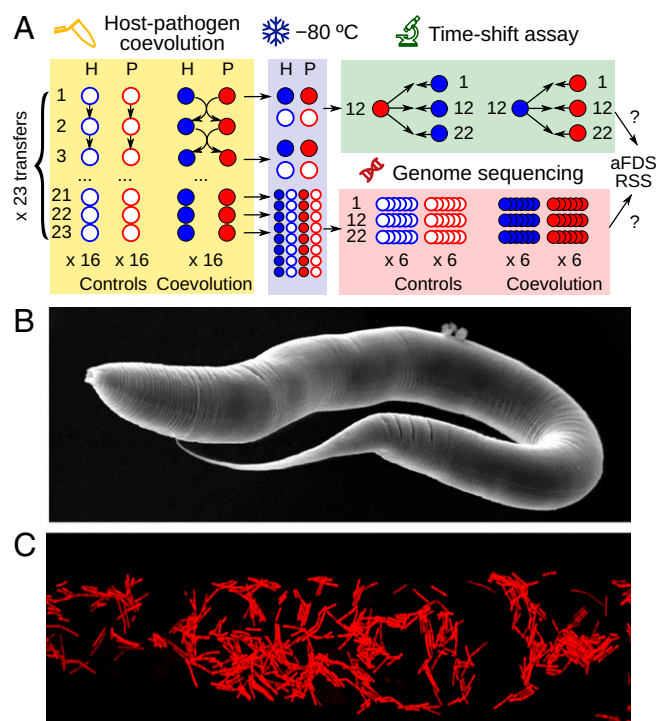 A
Host-pathogen
coevolution
−80 ºC
Time-shift assay
H P H P H P
1
2
3
... ... ...
21
22
23
x 23 transfers
x 16 x 16 x 16
Controls Coevolution
12 1 12 22
12 1 12 22
?
aFDS
RSS
?
Genome sequencing
1
12
22
x 6 x 6 x 6 x 6
Controls Coevolution
B
C